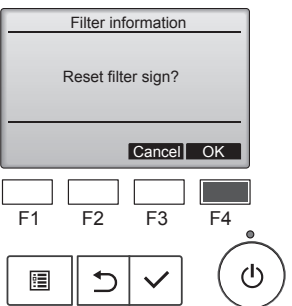 Filter information
Reset filter sign?
Cancel OK
F1 F2 F3 F4